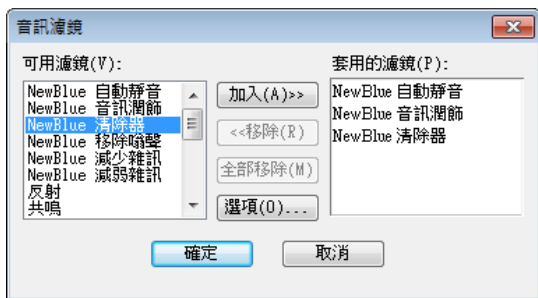 音訊濾鏡
可用濾鏡(V):
NewBlue 自動靜音
NewBlue 音訊潤飾
NewBlue 清除器
NewBlue 移除嗡聲
NewBlue 減少雜訊
NewBlue 減弱雜訊
反射
共鳴
加入(A)>>
<<移除(R)
全部移除(M)
選項(O)...
套用的濾鏡(P):
NewBlue 自動靜音
NewBlue 音訊潤飾
NewBlue 清除器
確定
取消